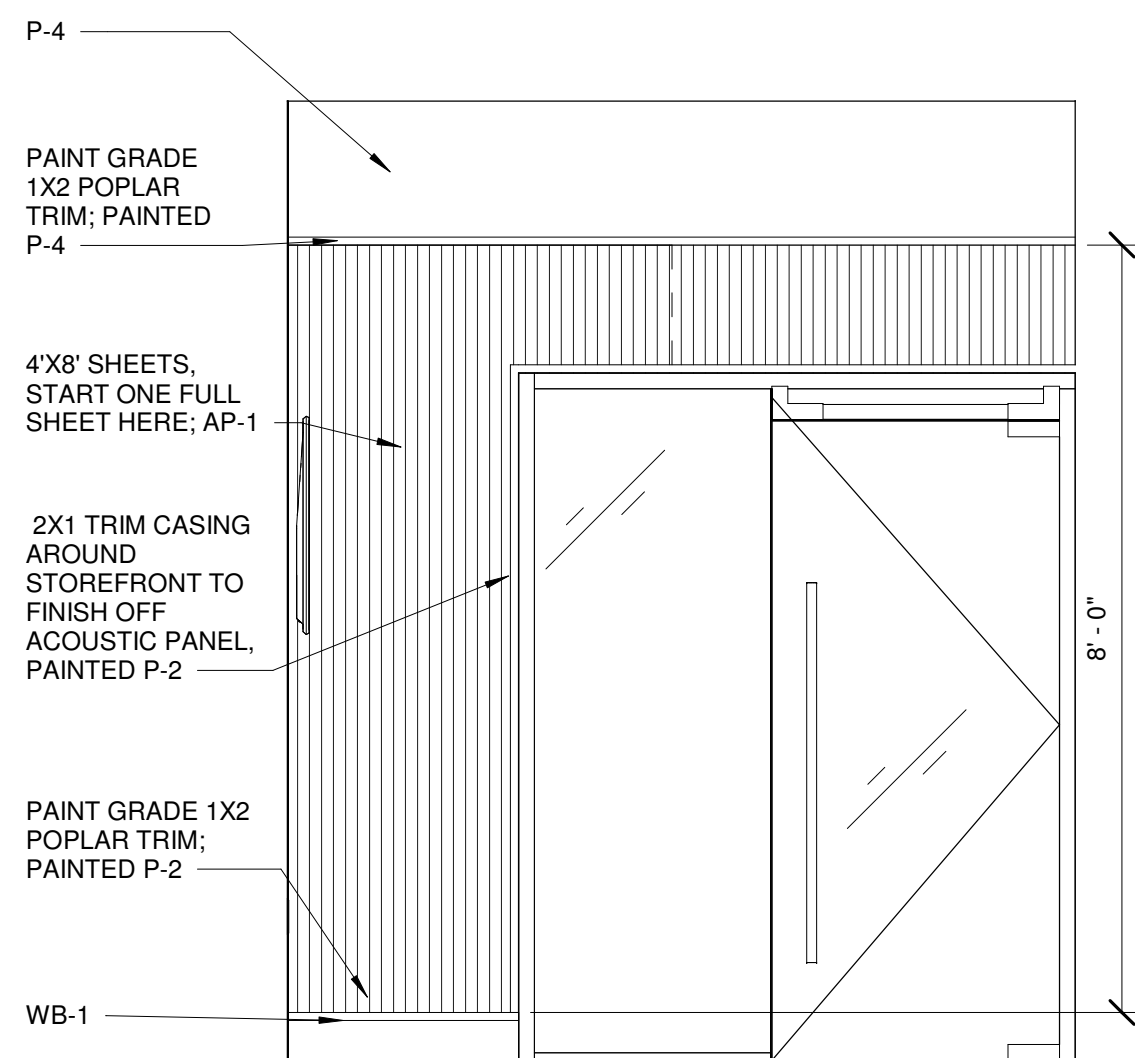 P-4
PAINT GRADE
1X2 POPLAR
TRIM; PAINTED
P-4
4'X8' SHEETS,
START ONE FULL
SHEET HERE; AP-1
2X1 TRIM CASING
AROUND
STOREFRONT TO
FINISH OFF
ACOUSTIC PANEL,
PAINTED P-2
PAINT GRADE 1X2
POPLAR TRIM;
PAINTED P-2
WB-1
8' - 0"